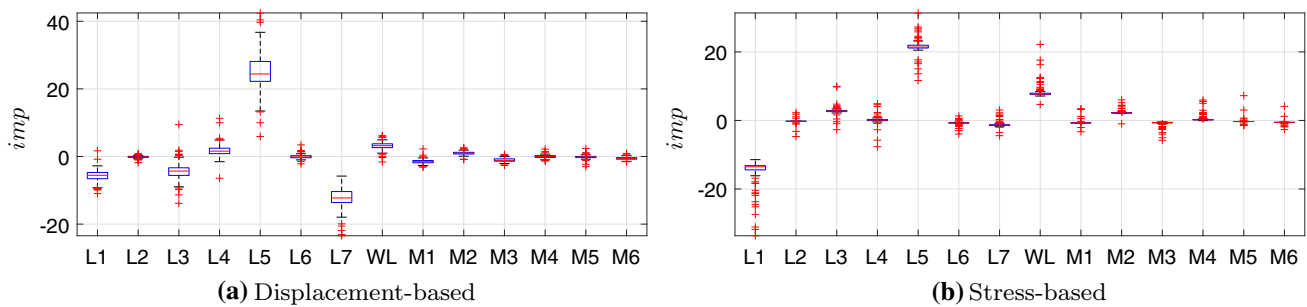 40
20
0
-20
imp
L1 L2 L3 L4 L5 L6 L7 WL M1 M2 M3 M4 M5 M6
(a) Displacement-based
20
0
-20
imp
L1 L2 L3 L4 L5 L6 L7 WL M1 M2 M3 M4 M5 M6
(b) Stress-based